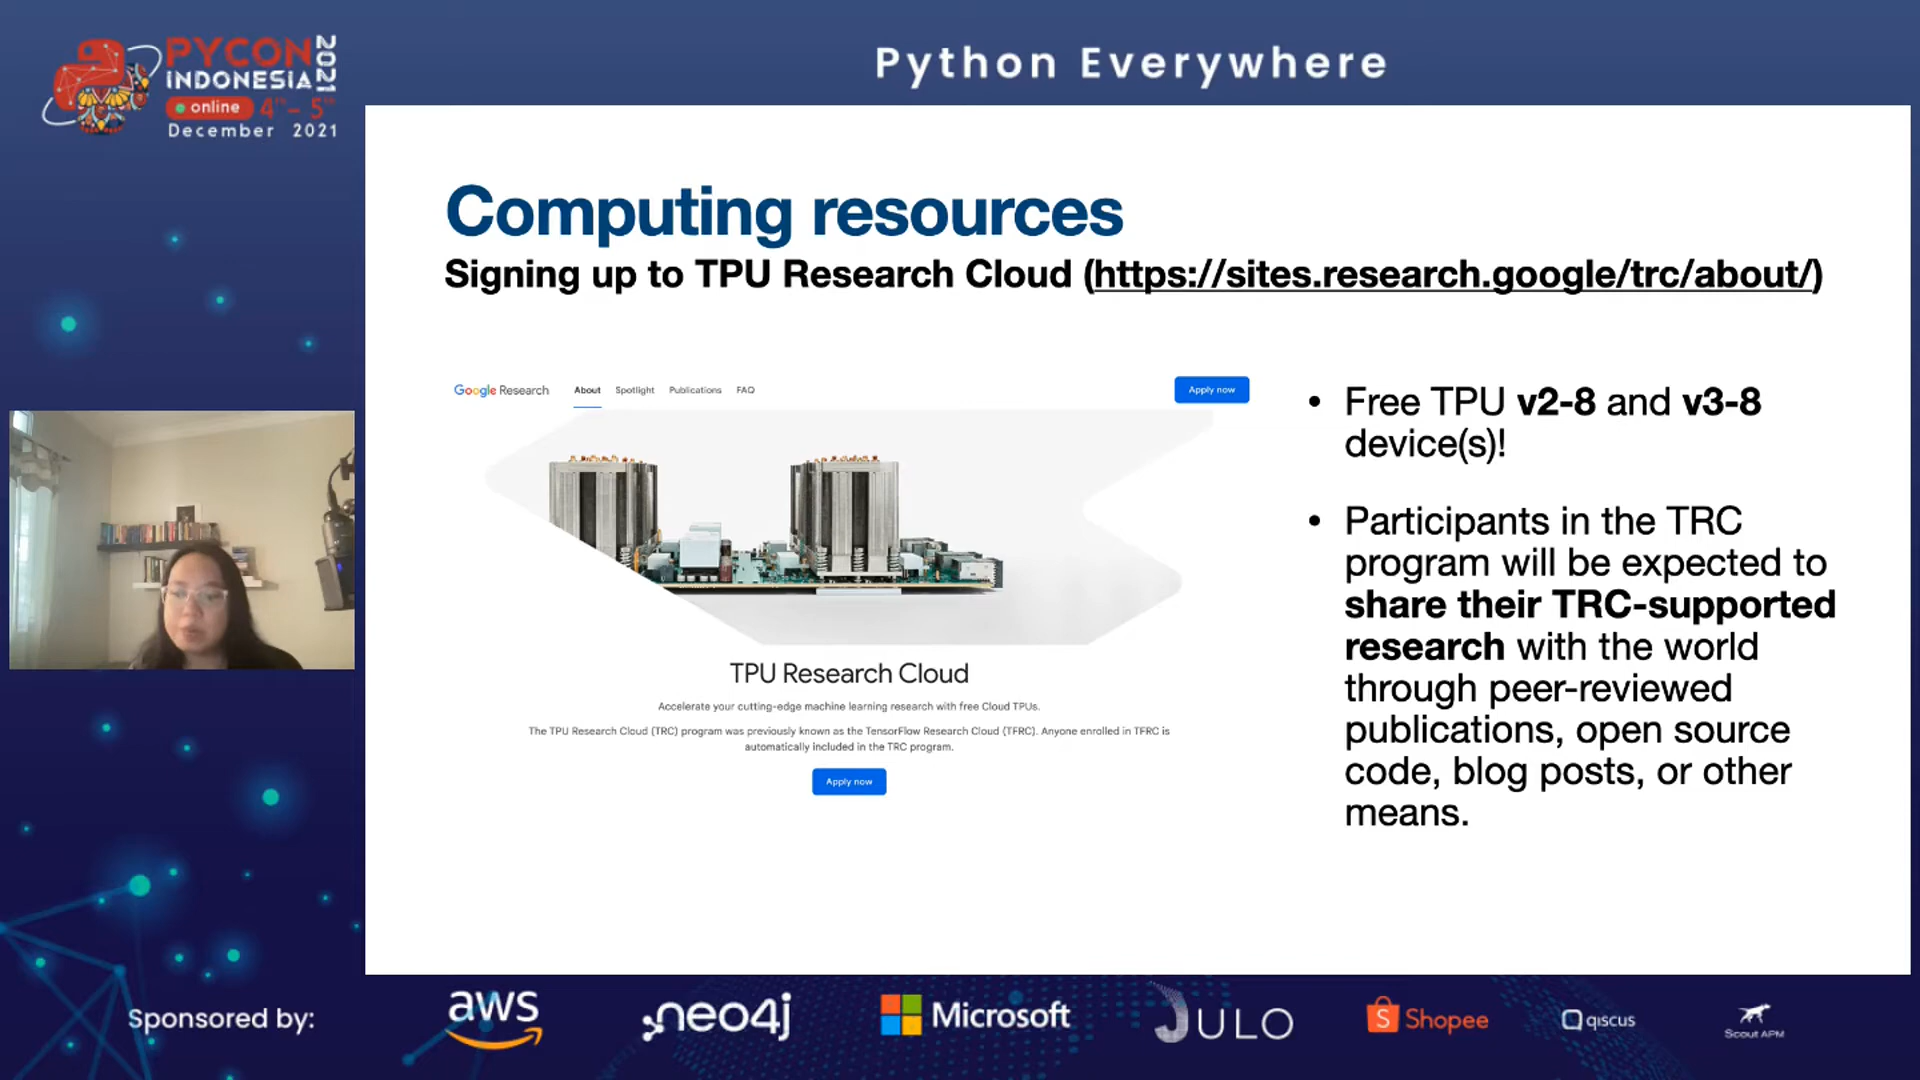 PYCON
INDONESIA
2021
online 4th - 5th
December 2021
Python Everywhere
Computing resources
Signing up to TPU Research Cloud (https://sites.research.google/trc/about/)
Google Research About Spotlight Publications FAQ Apply now
TPU Research Cloud
Accelerate your cutting-edge machine learning research with free Cloud TPUs.
The TPU Research Cloud (TRC) program was previously known as the TensorFlow Research Cloud (TFRC). Anyone enrolled in TFRC is
automatically included in the TRC program.
Apply now
• Free TPU v2-8 and v3-8
device(s)!
• Participants in the TRC
program will be expected to
share their TRC-supported
research with the world
through peer-reviewed
publications, open source
code, blog posts, or other
means.
Sponsored by: aws neo4j Microsoft JULO Shopee qiscus Scout APM